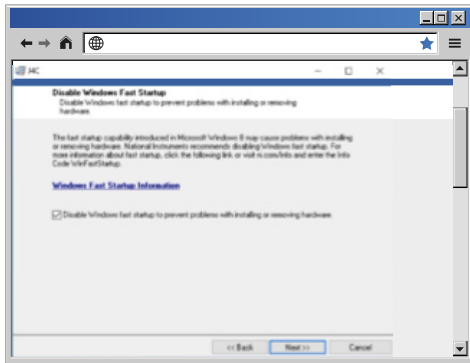 J4C
Disable Windows Fast Startup
Disable Windows fast startup to prevent problems with installing or removing
hardware.
The fast startup capability introduced in Microsoft Windows 8 may cause problems with installing
or removing hardware. National Instruments recommends disabling Windows fast startup. For
more information about fast startup, click the following link or visit ni.com/info and enter the Info
Code WinFastStartup.
Windows Fast Startup Information
Disable Windows fast startup to prevent problems with installing or removing hardware.
<< Back Next >> Cancel